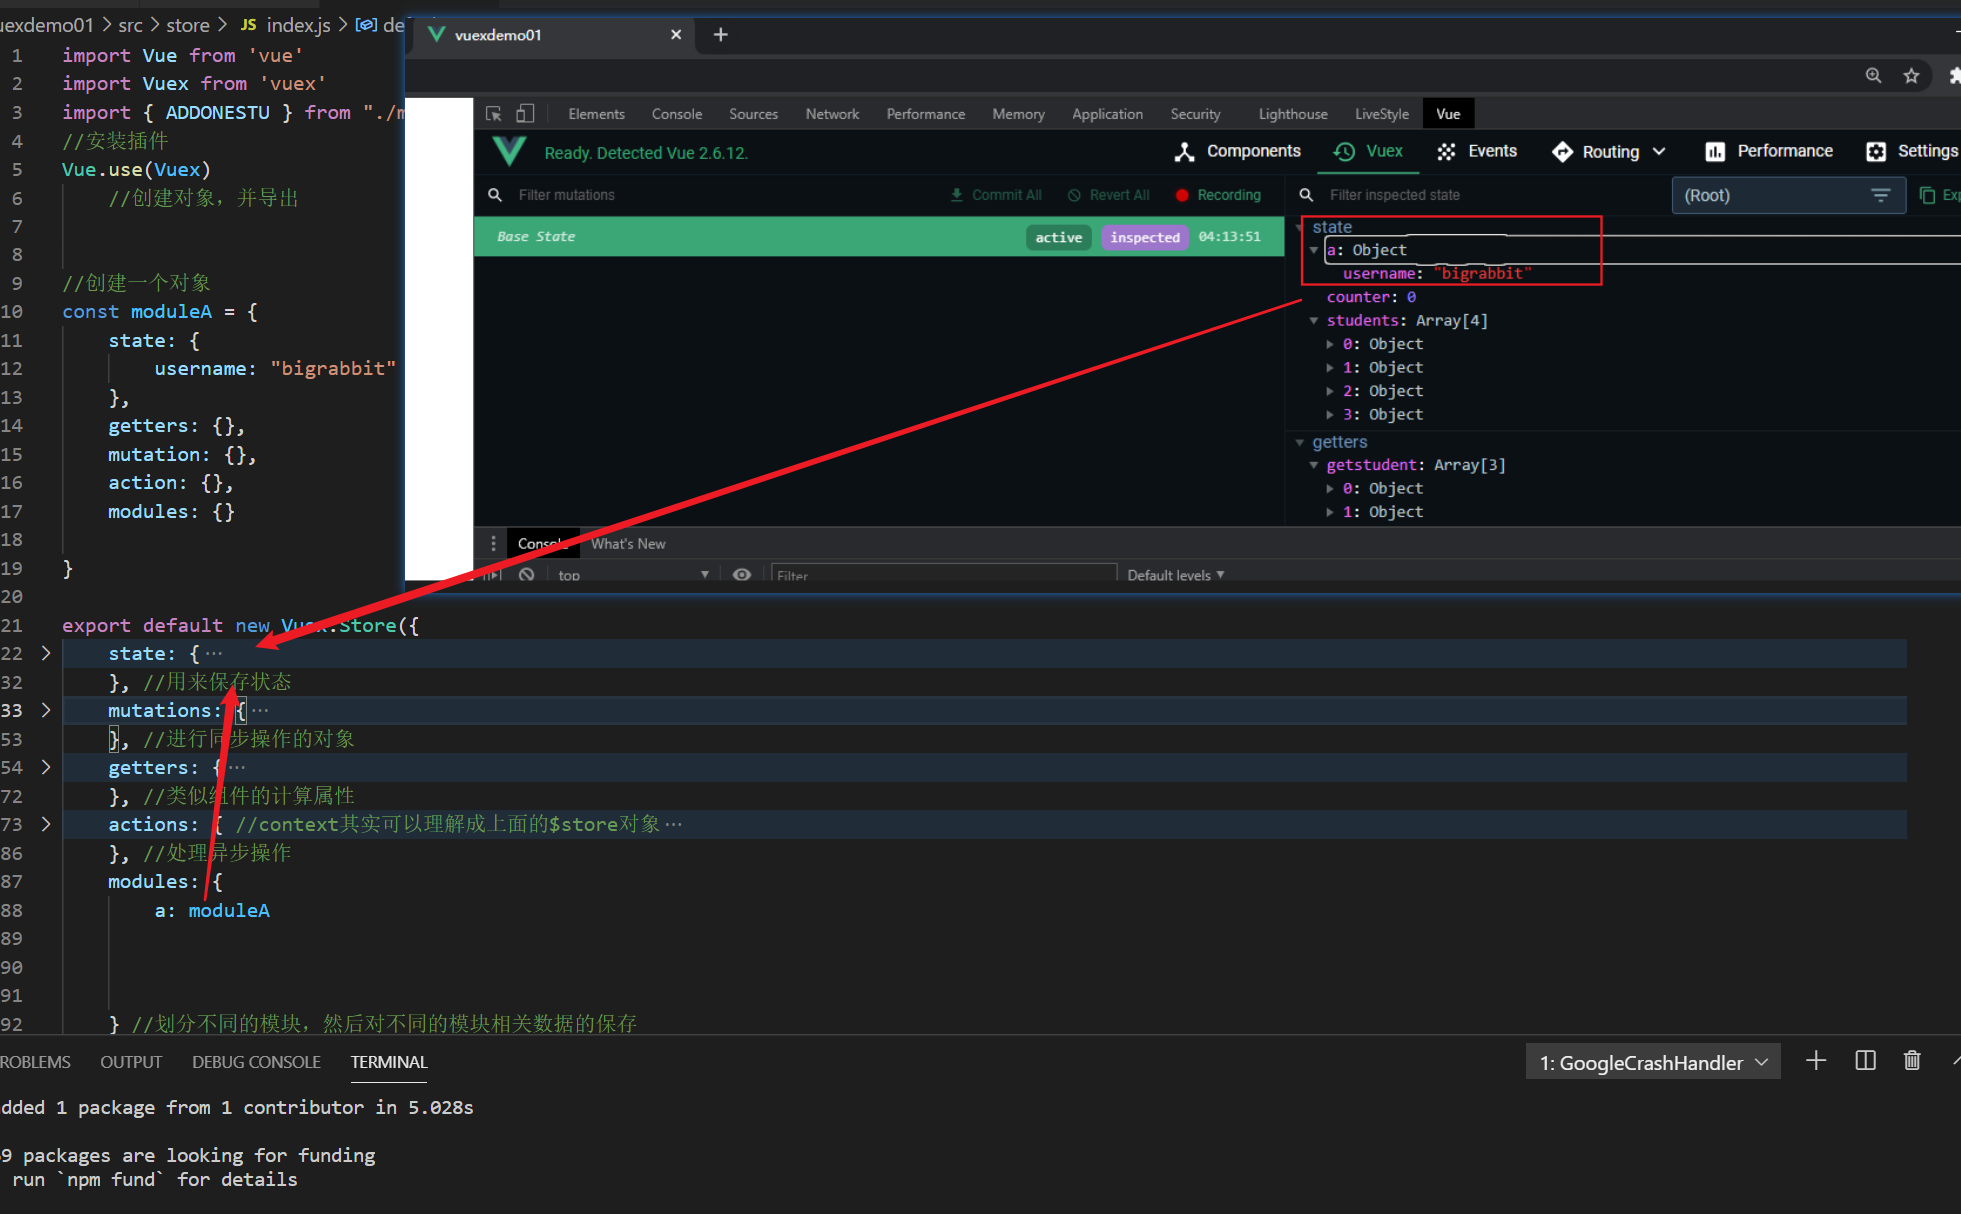 uexdemo01 > src > store > JS index.js > de
1 import Vue from 'vue'
2 import Vuex from 'vuex'
3 import { ADDONESTU } from "./m
4 //安装插件
5 Vue.use(Vuex)
6 //创建对象，并导出
7
8
9 //创建一个对象
10 const moduleA = {
11 state: {
12 username: "bigrabbit"
13 },
14 getters: {},
15 mutation: {},
16 action: {},
17 modules: {}
18
19 }
20
21 export default new Vuex.Store({
22 state: {···
32 }, //用来保存状态
33 mutations: {···
53 }, //进行同步操作的对象
54 getters: {···
72 }, //类似组件的计算属性
73 actions: { //context其实可以理解成上面的$store对象···
86 }, //处理异步操作
87 modules: {
88 a: moduleA
89
90
91
92 } //划分不同的模块，然后对不同的模块相关数据的保存
vuexdemo01
Elements Console Sources Network Performance Memory Application Security Lighthouse LiveStyle Vue
Ready. Detected Vue 2.6.12.
Components Vuex Events Routing Performance Settings
Filter mutations Commit All Revert All Recording
Filter inspected state (Root) Exp
Base State active inspected 04:13:51
state
a: Object
username: "bigrabbit"
counter: 0
students: Array[4]
0: Object
1: Object
2: Object
3: Object
getters
getstudent: Array[3]
0: Object
1: Object
Console What's New
top Filter Default levels
ROBLEMS OUTPUT DEBUG CONSOLE TERMINAL
1: GoogleCrashHandler
dded 1 package from 1 contributor in 5.028s
9 packages are looking for funding
run `npm fund` for details